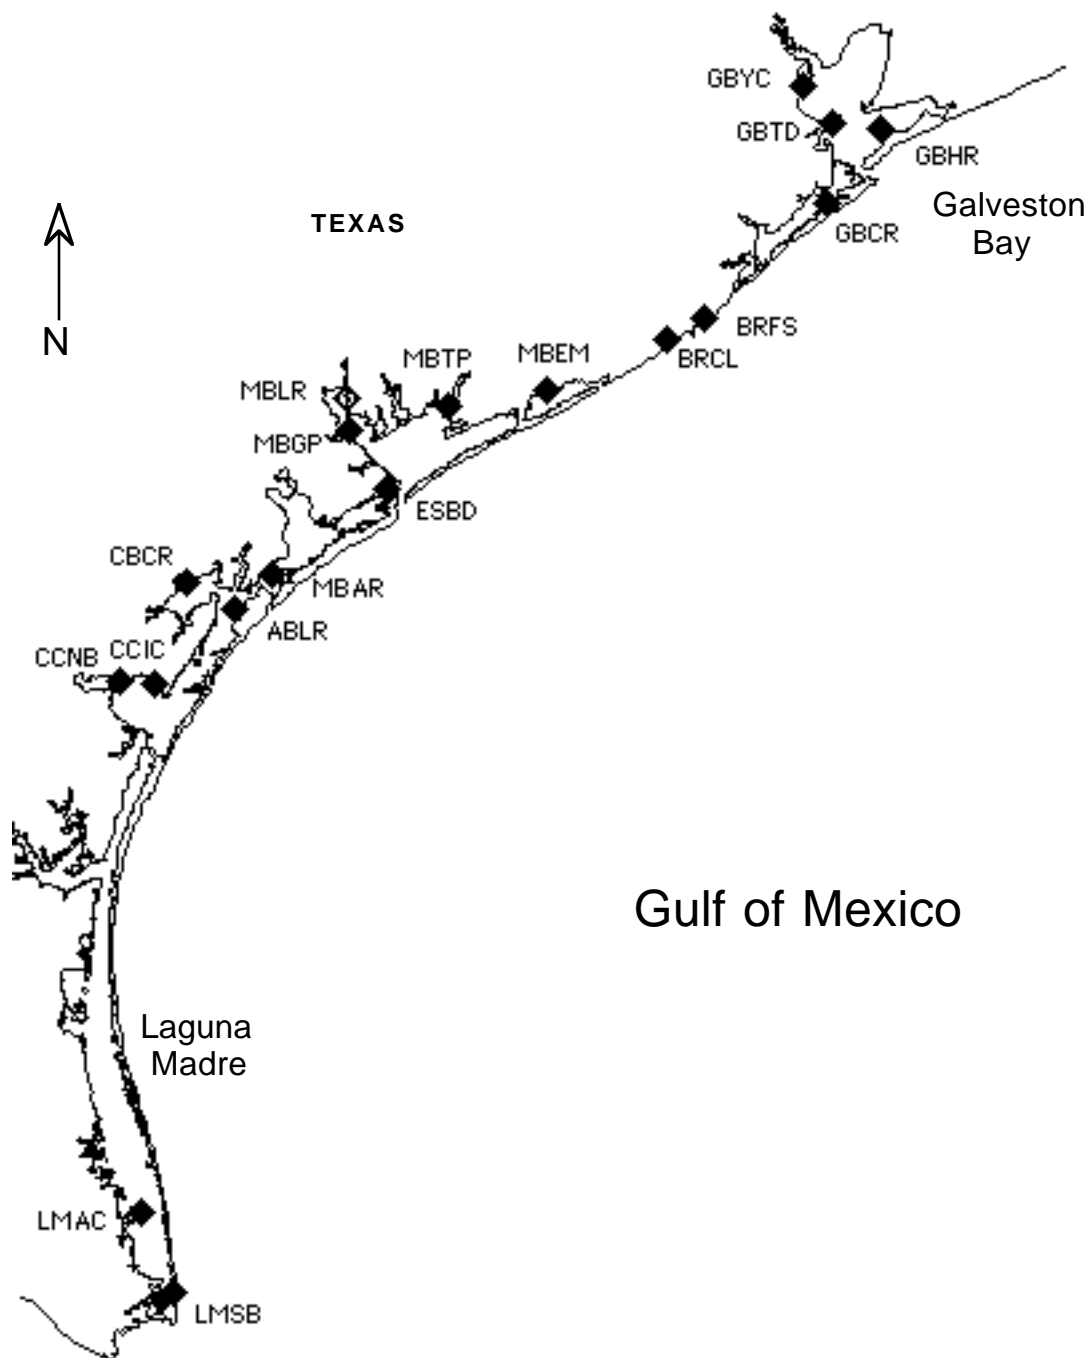 GBYC
GBTD
GBHR
Galveston
Bay
TEXAS
GBCR
N
BRFS
BRCL
MBEM
MBTP
MBLR
MBGP
ESBD
CBCR
MBAR
ABLR
CCIC
CCNB
Gulf of Mexico
Laguna
Madre
LMAC
LMSB